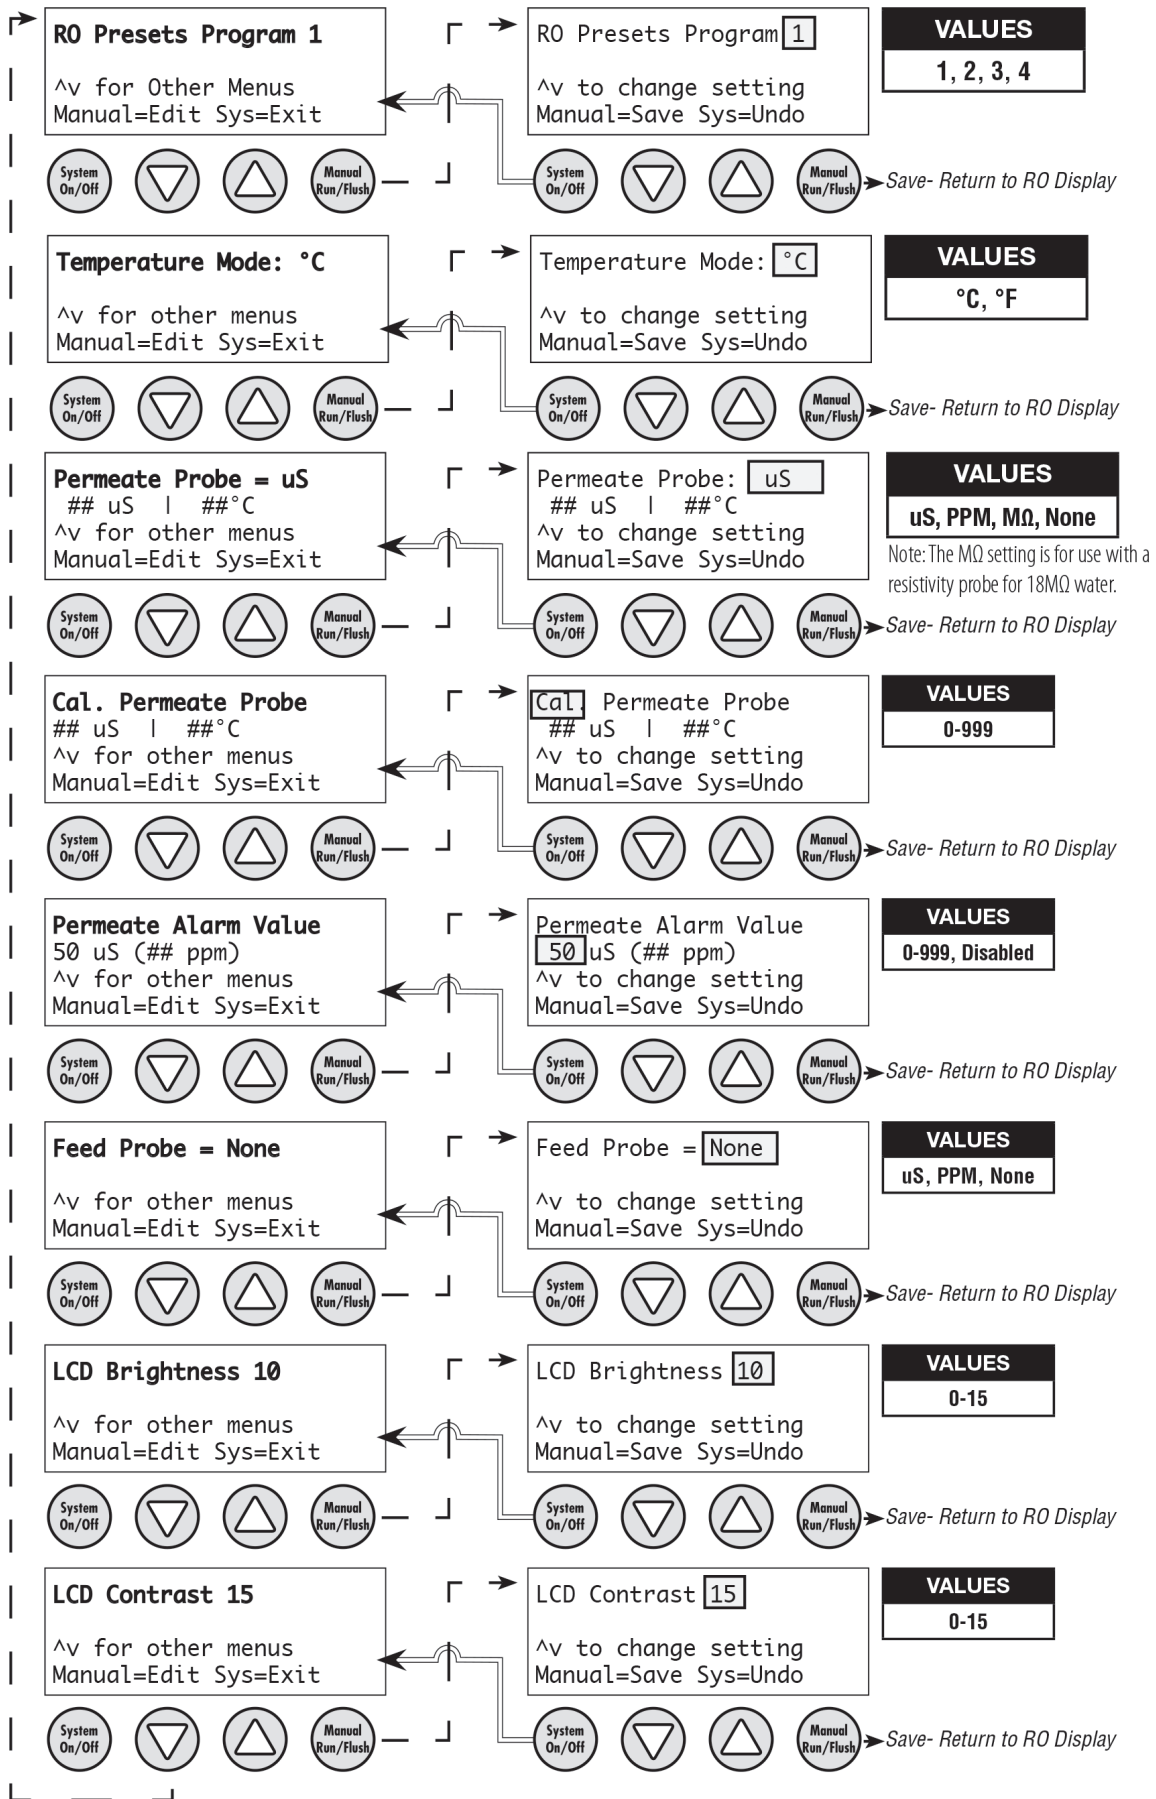 RO Presets Program 1
^v for Other Menus
Manual=Edit Sys=Exit
System
On/Off
Manual
Run/Flush
RO Presets Program 1
^v to change setting
Manual=Save Sys=Undo
System
On/Off
Manual
Run/Flush
Save- Return to RO Display
VALUES
1, 2, 3, 4
Temperature Mode: °C
^v for other menus
Manual=Edit Sys=Exit
System
On/Off
Manual
Run/Flush
Temperature Mode: °C
^v to change setting
Manual=Save Sys=Undo
System
On/Off
Manual
Run/Flush
Save- Return to RO Display
VALUES
°C, °F
Permeate Probe = uS
## uS | ##°C
^v for other menus
Manual=Edit Sys=Exit
System
On/Off
Manual
Run/Flush
Permeate Probe: uS
## uS | ##°C
^v to change setting
Manual=Save Sys=Undo
System
On/Off
Manual
Run/Flush
Save- Return to RO Display
VALUES
uS, PPM, MΩ, None
Note: The MΩ setting is for use with a
resistivity probe for 18MΩ water.
Cal. Permeate Probe
## uS | ##°C
^v for other menus
Manual=Edit Sys=Exit
System
On/Off
Manual
Run/Flush
Cal. Permeate Probe
## uS | ##°C
^v to change setting
Manual=Save Sys=Undo
System
On/Off
Manual
Run/Flush
Save- Return to RO Display
VALUES
0-999
Permeate Alarm Value
50 uS (## ppm)
^v for other menus
Manual=Edit Sys=Exit
System
On/Off
Manual
Run/Flush
Permeate Alarm Value
50 uS (## ppm)
^v to change setting
Manual=Save Sys=Undo
System
On/Off
Manual
Run/Flush
Save- Return to RO Display
VALUES
0-999, Disabled
Feed Probe = None
^v for other menus
Manual=Edit Sys=Exit
System
On/Off
Manual
Run/Flush
Feed Probe = None
^v to change setting
Manual=Save Sys=Undo
System
On/Off
Manual
Run/Flush
Save- Return to RO Display
VALUES
uS, PPM, None
LCD Brightness 10
^v for other menus
Manual=Edit Sys=Exit
System
On/Off
Manual
Run/Flush
LCD Brightness 10
^v to change setting
Manual=Save Sys=Undo
System
On/Off
Manual
Run/Flush
Save- Return to RO Display
VALUES
0-15
LCD Contrast 15
^v for other menus
Manual=Edit Sys=Exit
System
On/Off
Manual
Run/Flush
LCD Contrast 15
^v to change setting
Manual=Save Sys=Undo
System
On/Off
Manual
Run/Flush
Save- Return to RO Display
VALUES
0-15